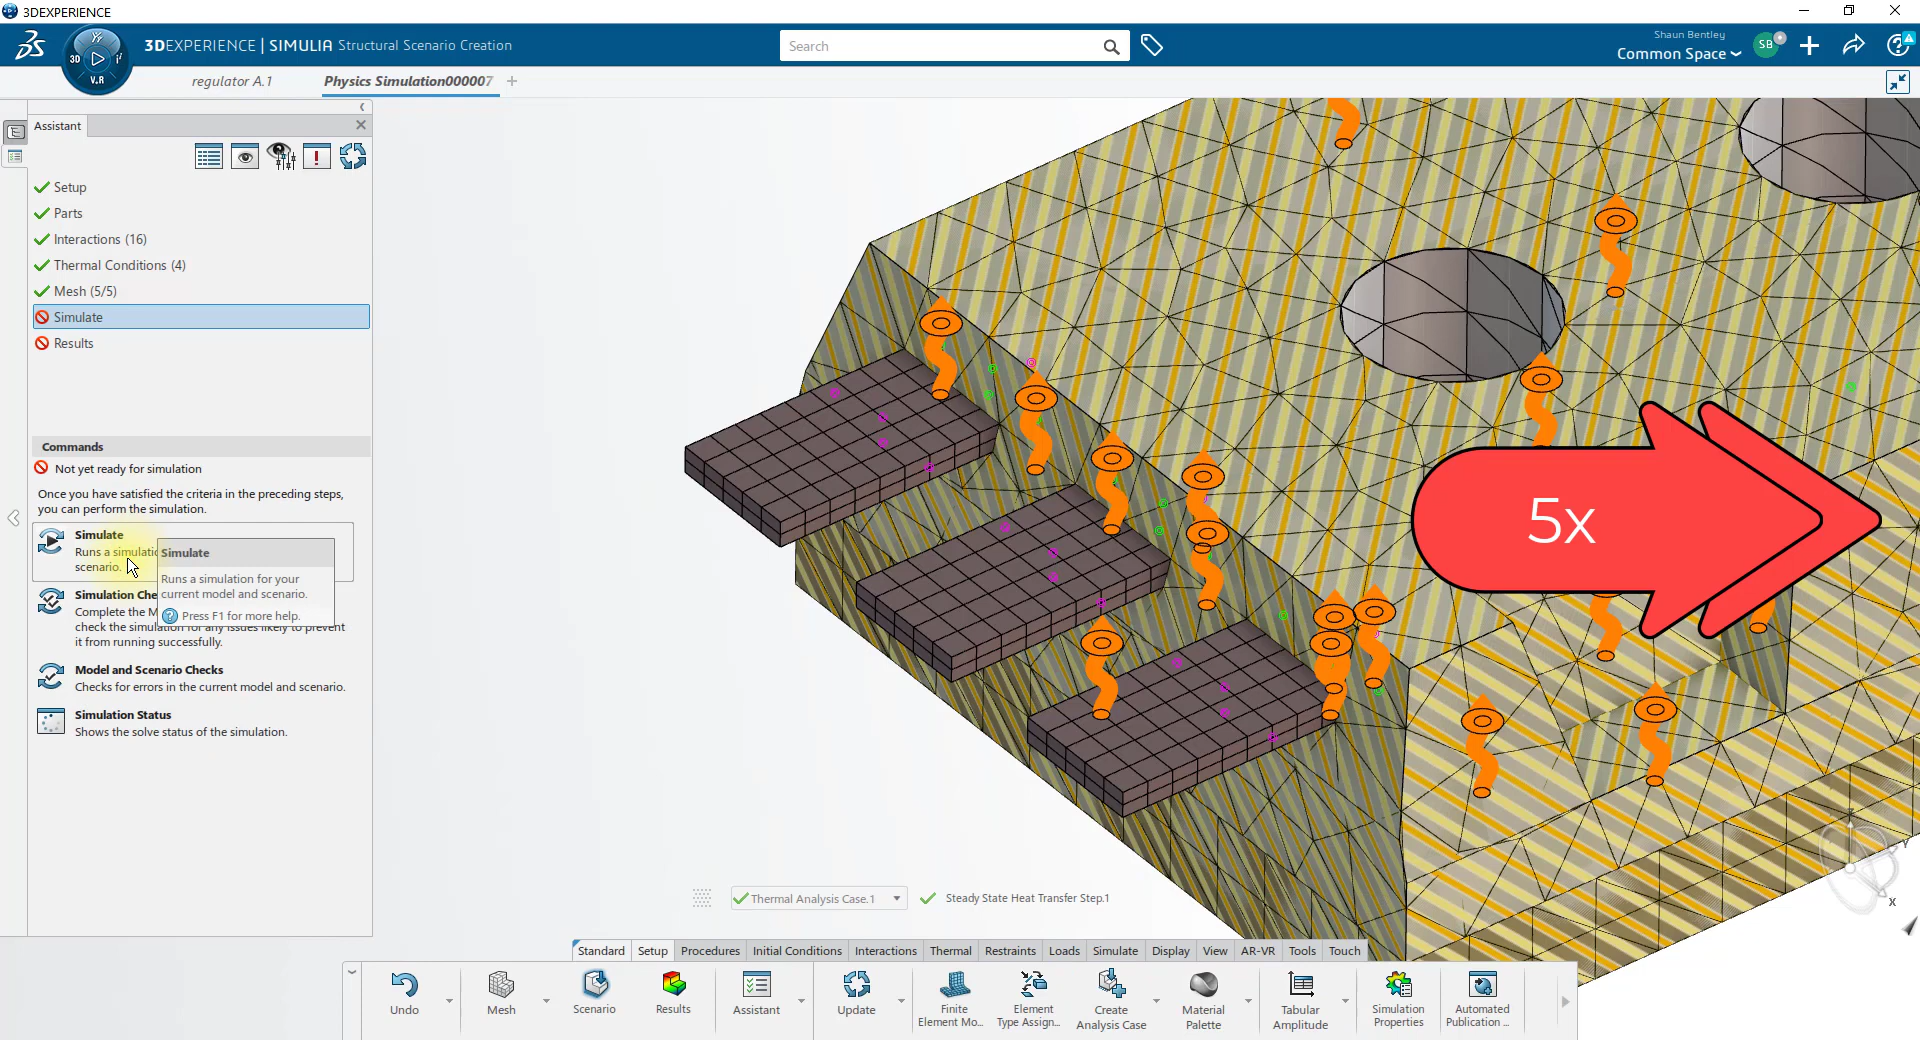 3DEXPERIENCE
3DEXPERIENCE | SIMULIA Structural Scenario Creation
Search
Shaun Bentley
Common Space
SB
3D
V.R
regulator A.1
Physics Simulation000007
Assistant
Setup
Parts
Interactions (16)
Thermal Conditions (4)
Mesh (5/5)
Simulate
Results
Commands
Not yet ready for simulation
Once you have satisfied the criteria in the preceding steps,
you can perform the simulation.
Simulate
Runs a simulatio
scenario.
Simulate
Runs a simulation for your
current model and scenario.
Press F1 for more help.
Simulation Che
Complete the M
check the simulation for any issues likely to prevent
it from running successfully.
Model and Scenario Checks
Checks for errors in the current model and scenario.
Simulation Status
Shows the solve status of the simulation.
5x
Thermal Analysis Case.1
Steady State Heat Transfer Step.1
Standard Setup Procedures Initial Conditions Interactions Thermal Restraints Loads Simulate Display View AR-VR Tools Touch
Undo
Mesh
Scenario
Results
Assistant
Update
Finite
Element Mo...
Element
Type Assign...
Create
Analysis Case
Material
Palette
Tabular
Amplitude
Simulation
Properties
Automated
Publication ...
Z
Y
X